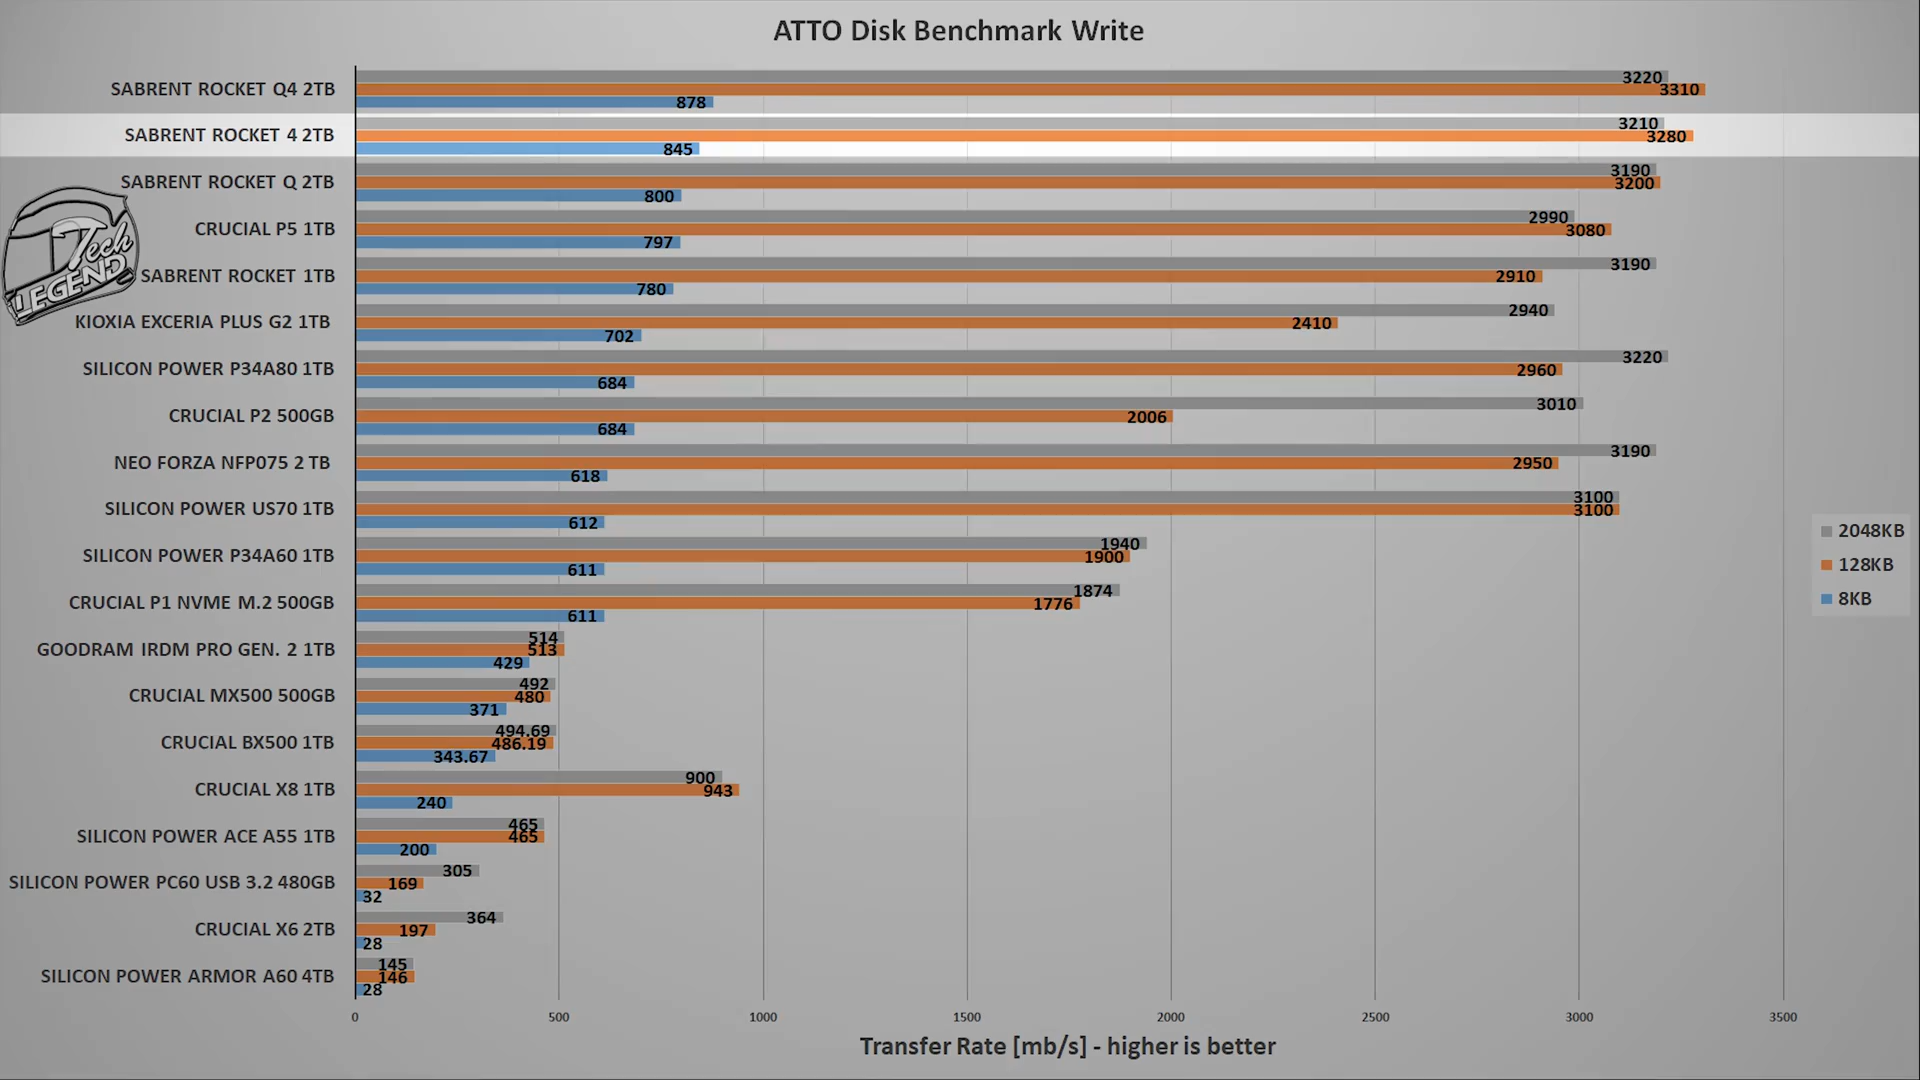 ATTO Disk Benchmark Write
SABRENT ROCKET Q4 2TB
3220
3310
878
SABRENT ROCKET 4 2TB
3210
3280
845
SABRENT ROCKET Q 2TB
3190
3200
800
CRUCIAL P5 1TB
2990
3080
797
SABRENT ROCKET 1TB
3190
2910
780
KIOXIA EXCERIA PLUS G2 1TB
2940
2410
702
SILICON POWER P34A80 1TB
3220
2960
684
CRUCIAL P2 500GB
3010
2006
684
NEO FORZA NFP075 2 TB
3190
2950
618
SILICON POWER US70 1TB
3100
3100
612
SILICON POWER P34A60 1TB
1940
1900
611
CRUCIAL P1 NVME M.2 500GB
1874
1776
611
GOODRAM IRDM PRO GEN. 2 1TB
514
513
429
CRUCIAL MX500 500GB
492
480
371
CRUCIAL BX500 1TB
494.69
486.19
343.67
CRUCIAL X8 1TB
900
943
240
SILICON POWER ACE A55 1TB
465
465
200
SILICON POWER PC60 USB 3.2 480GB
305
169
32
CRUCIAL X6 2TB
364
197
28
SILICON POWER ARMOR A60 4TB
145
146
28
0 500 1000 1500 2000 2500 3000 3500
Transfer Rate [mb/s] - higher is better
2048KB
128KB
8KB
Tech
LEGEND